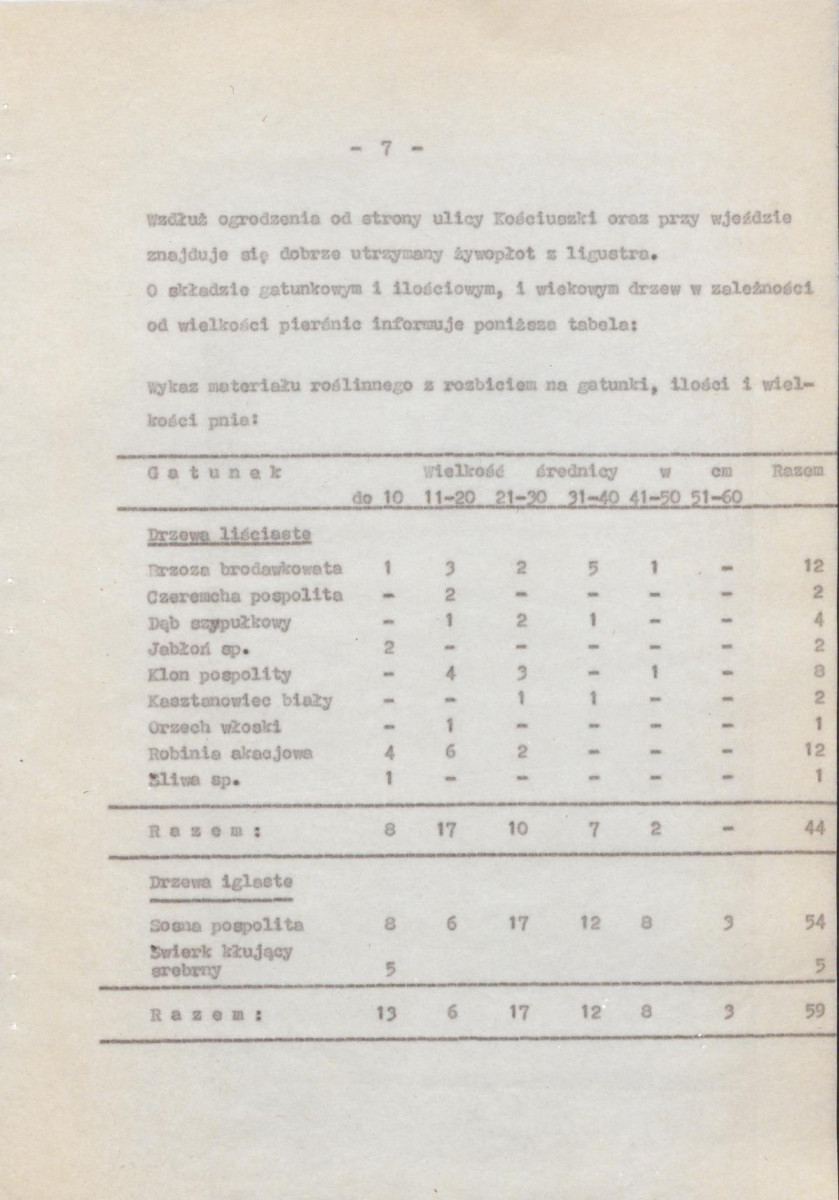 - 7 -
Wzdłuż ogrodzenia od strony ulicy Kościuszki oraz przy wjeździe
znajduje się dobrze utrzymany żywopłot z ligustra.
O składzie gatunkowym i ilościowym, i wiekowym drzew w zależności
od wielkości pierśnic informuje poniższa tabela:
Wykaz materiału roślinnego z rozbiciem na gatunki, ilości i wiel-
kości pnia:
G a t u n e k Wielkość średnicy w cm Razem
do 10 11-20 21-30 31-40 41-50 51-60
Drzewa liściaste
Brzoza brodawkowata 1 3 2 5 1 - 12
Czeremcha pospolita - 2 - - - - 2
Dąb szypułkowy - 1 2 1 - - 4
Jabłoń sp. 2 - - - - - 2
Klon pospolity - 4 3 - 1 - 8
Kasztanowiec biały - - 1 1 - - 2
Orzech włoski - 1 - - - - 1
Robinia akacjowa 4 6 2 - - - 12
Śliwa sp. 1 - - - - - 1
R a z e m : 8 17 10 7 2 - 44
Drzewa iglaste
Sosna pospolita 8 6 17 12 8 3 54
Świerk kłujący
srebrny 5 5
R a z e m : 13 6 17 12 8 3 59